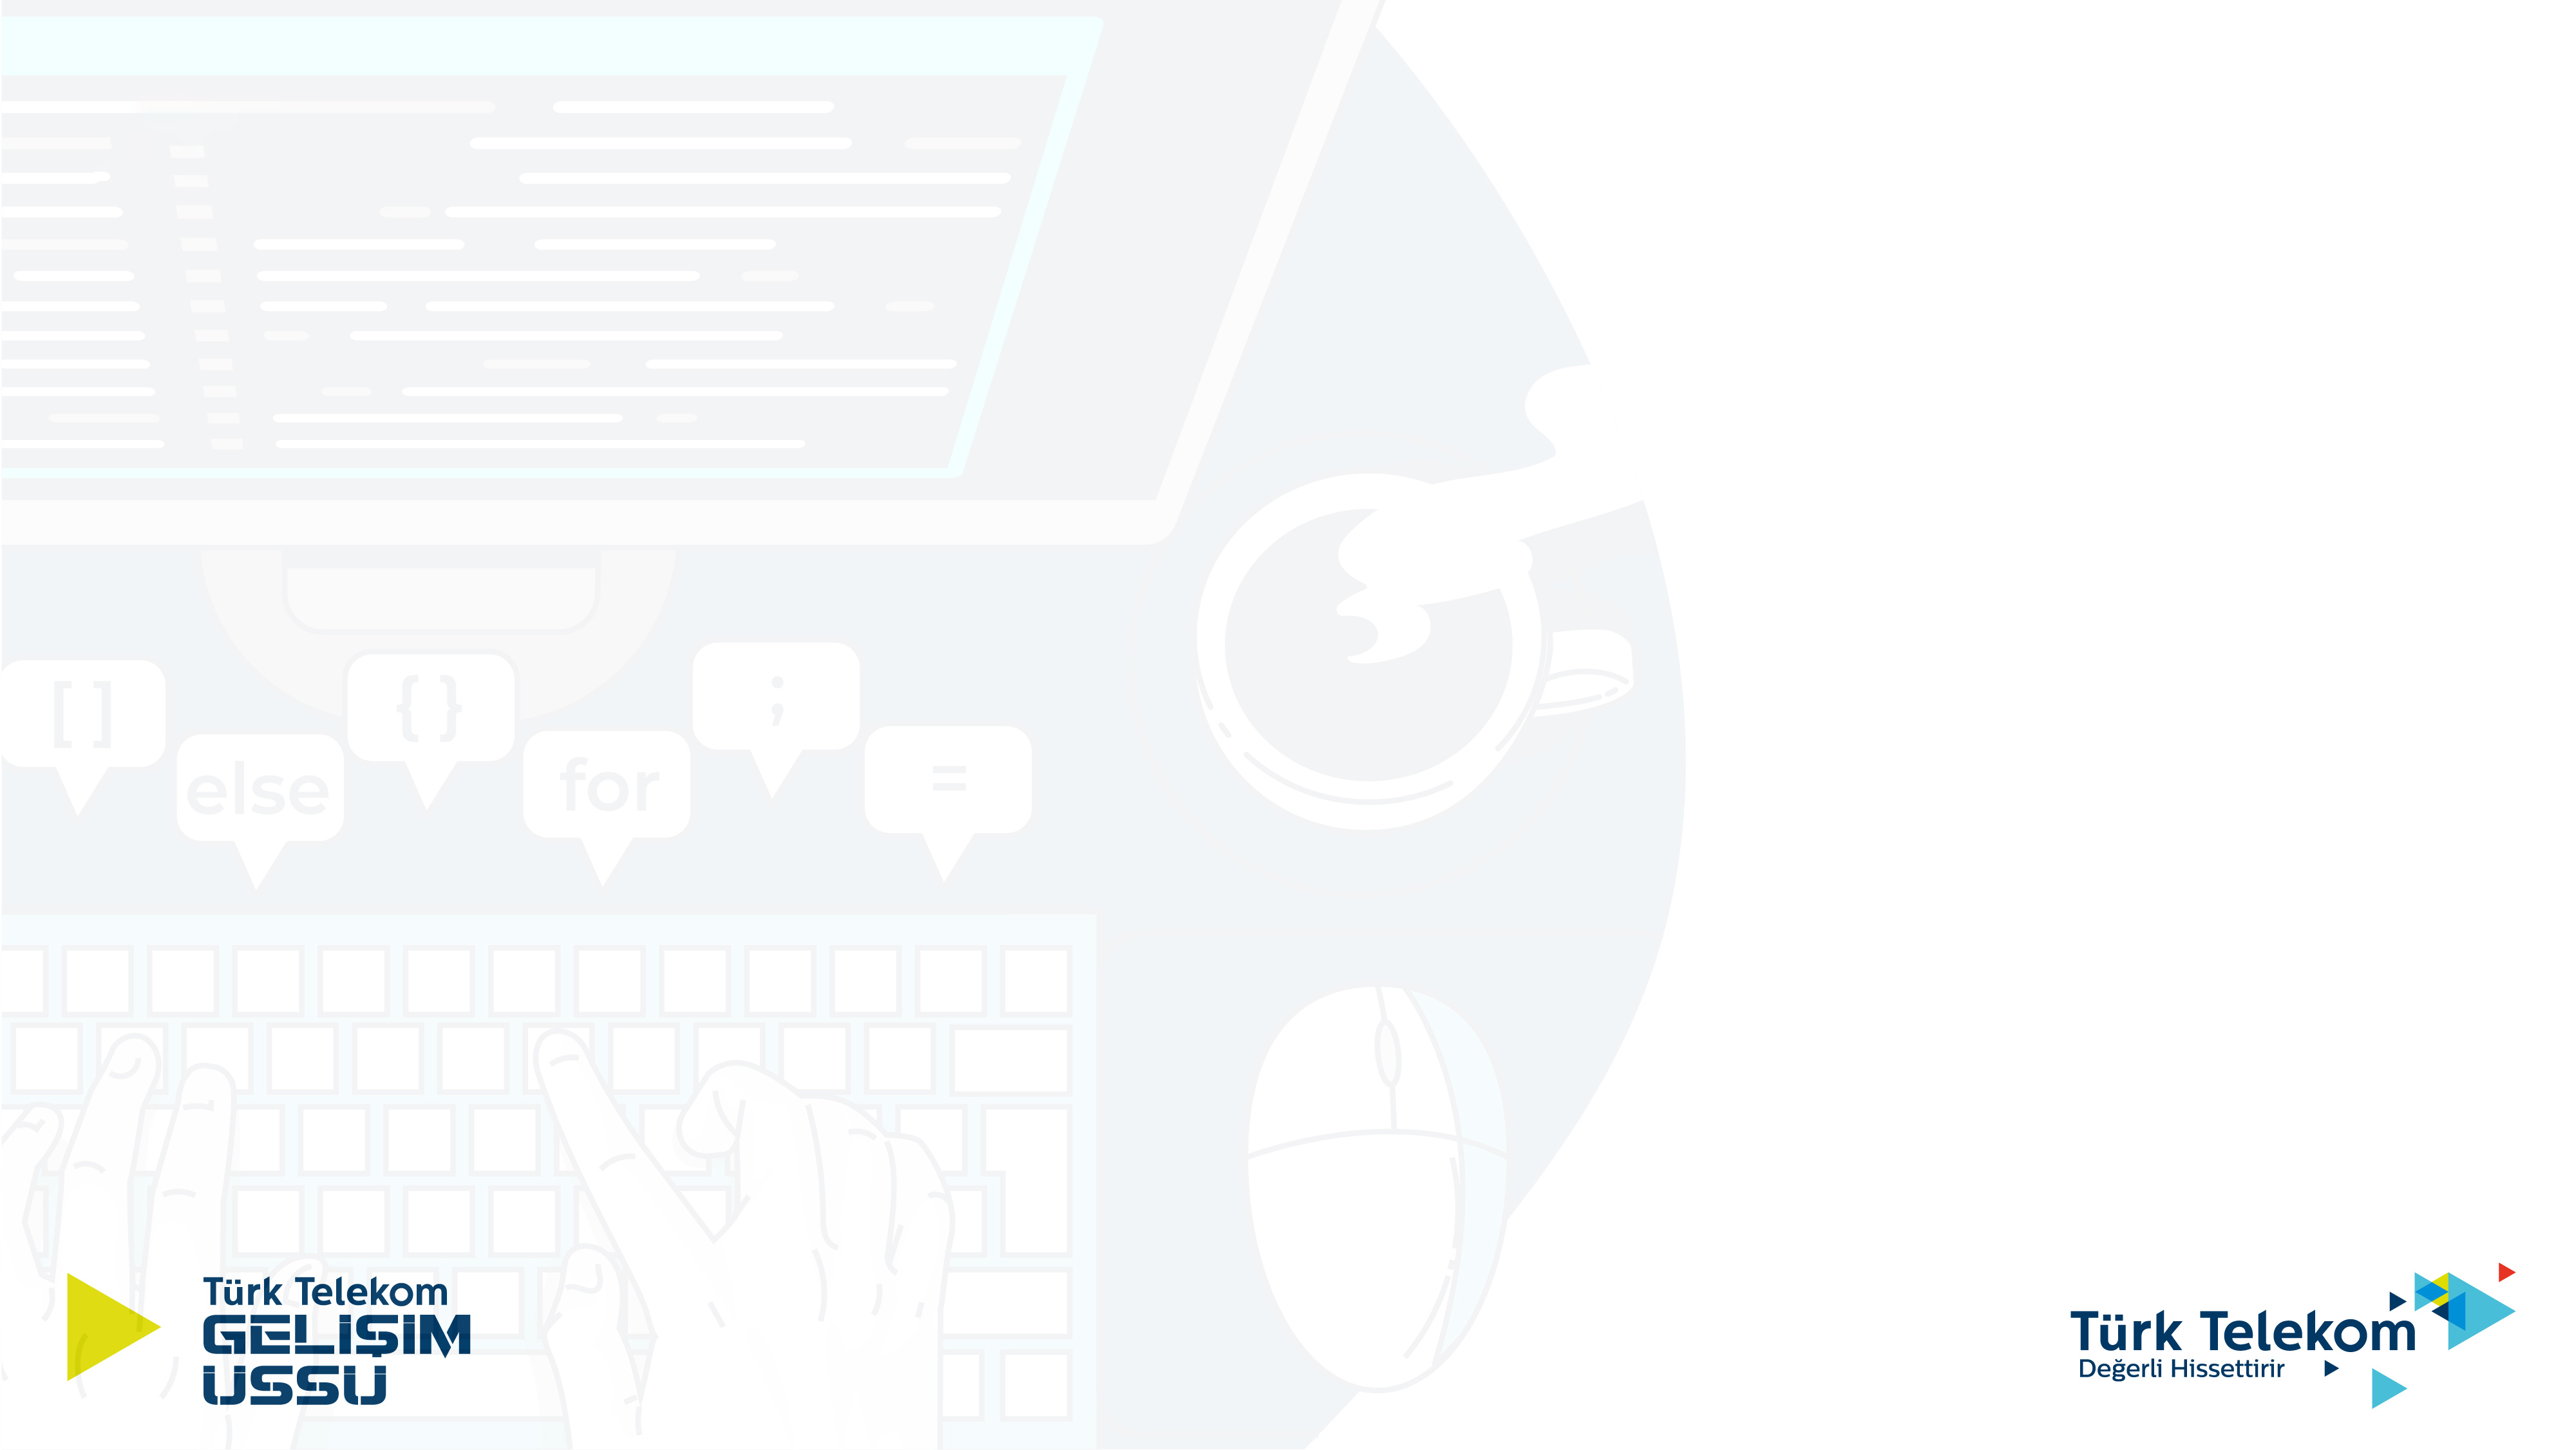 [ ]
else
{ }
for
;
=
Türk Telekom
GELİŞİM
ÜSSÜ
Türk Telekom
Değerli Hissettirir